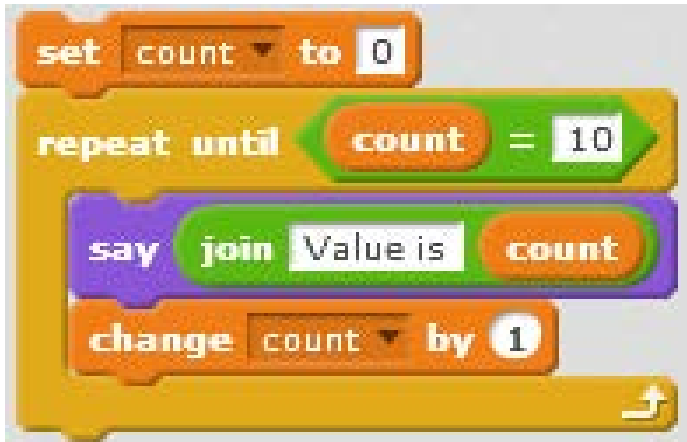 set count to 0
repeat until count = 10
say join Value is count
change count by 1